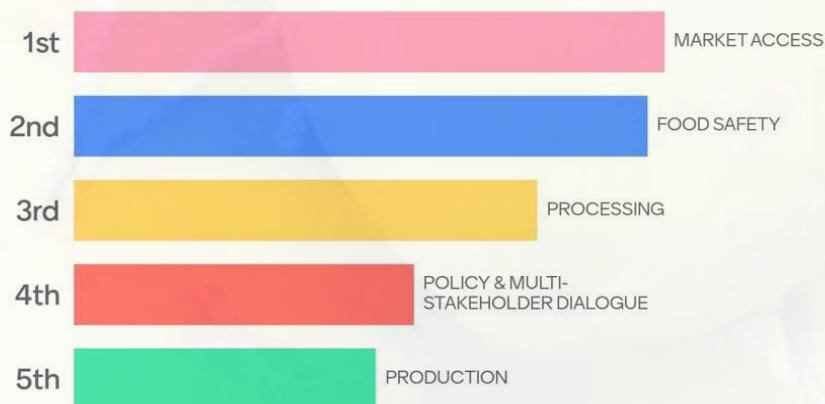 1st
MARKET ACCESS
2nd
FOOD SAFETY
3rd
PROCESSING
4th
POLICY & MULTI-
STAKEHOLDER DIALOGUE
5th
PRODUCTION